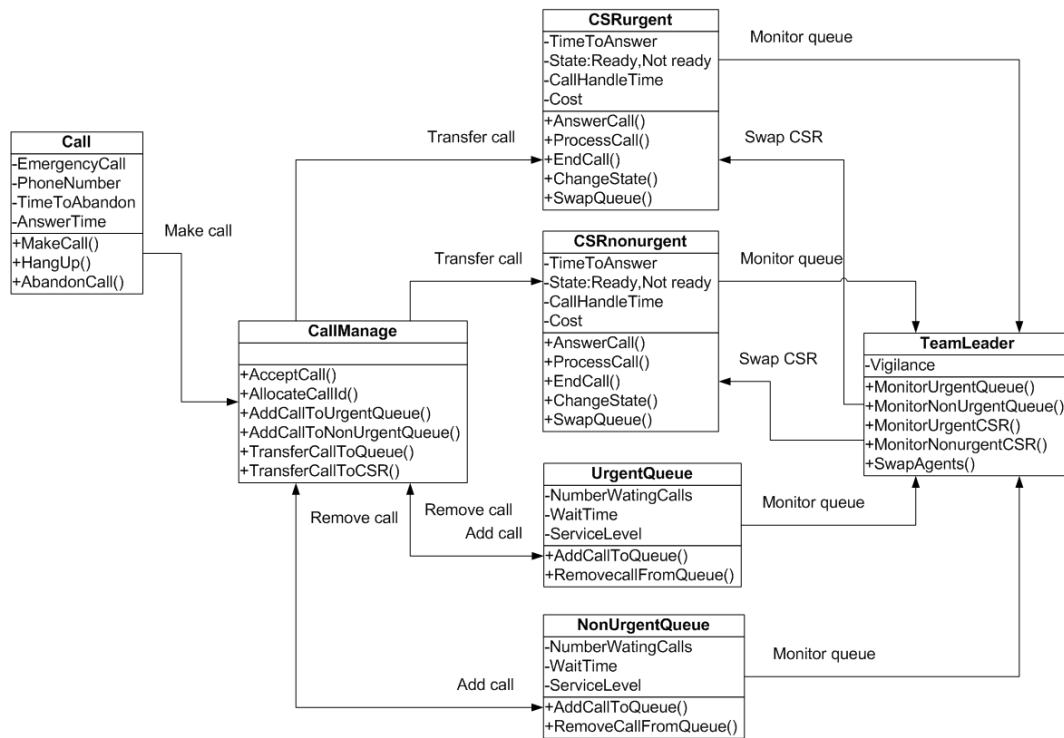 CSRurgent
-TimeToAnswer
-State:Ready,Not ready
-CallHandleTime
-Cost
+AnswerCall()
+ProcessCall()
+EndCall()
+ChangeState()
+SwapQueue()
Monitor queue
Call
-EmergencyCall
-PhoneNumber
-TimeToAbandon
-AnswerTime
+MakeCall()
+HangUp()
+AbandonCall()
Transfer call
Swap CSR
Make call
CSRnonurgent
-TimeToAnswer
-State:Ready,Not ready
-CallHandleTime
-Cost
+AnswerCall()
+ProcessCall()
+EndCall()
+ChangeState()
+SwapQueue()
Transfer call
Monitor queue
Swap CSR
CallManage
+AcceptCall()
+AllocateCallId()
+AddCallToUrgentQueue()
+AddCallToNonUrgentQueue()
+TransferCallToQueue()
+TransferCallToCSR()
TeamLeader
-Vigilance
+MonitorUrgentQueue()
+MonitorNonUrgentQueue()
+MonitorUrgentCSR()
+MonitorNonurgentCSR()
+SwapAgents()
Remove call
Remove call
Add call
UrgentQueue
-NumberWatingCalls
-WaitTime
-ServiceLevel
+AddCallToQueue()
+RemovecallFromQueue()
Monitor queue
NonUrgentQueue
-NumberWatingCalls
-WaitTime
-ServiceLevel
+AddCallToQueue()
+RemoveCallFromQueue()
Monitor queue
Add call